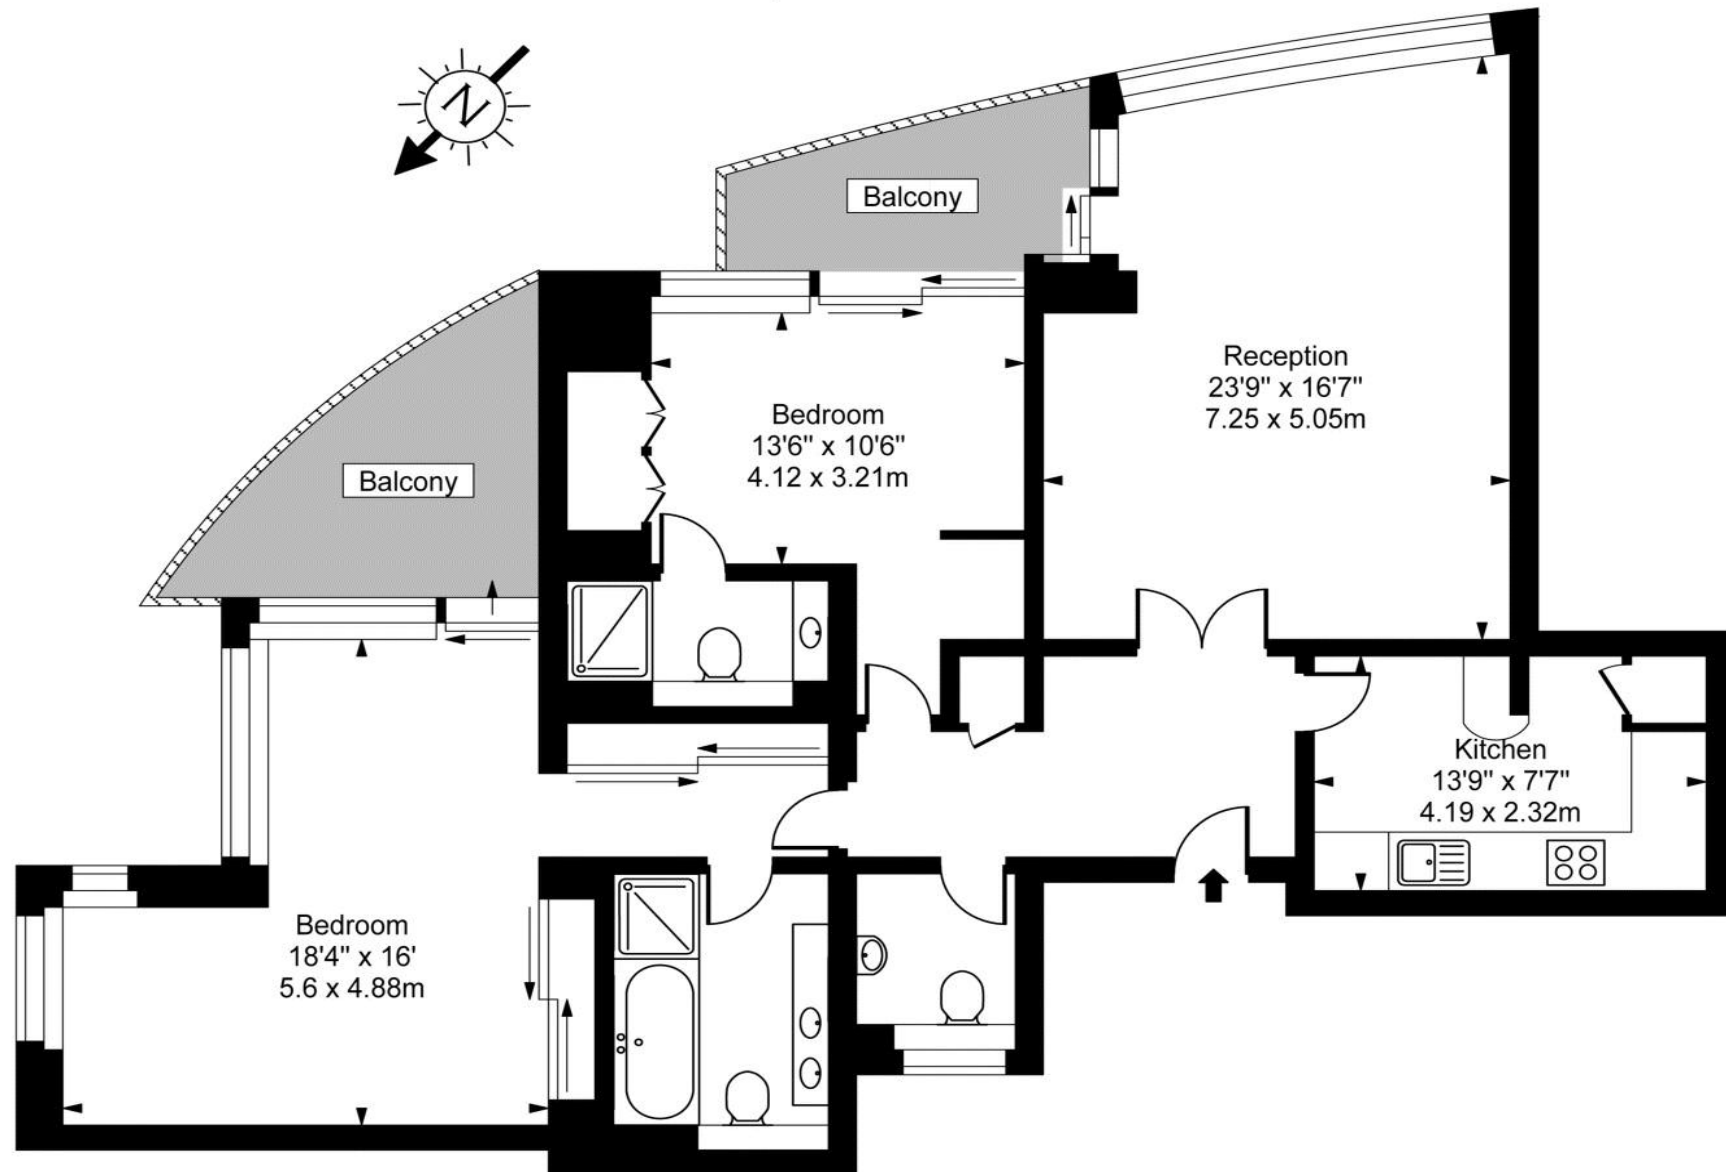 N
Balcony
Reception
23'9" x 16'7"
7.25 x 5.05m
Bedroom
13'6" x 10'6"
4.12 x 3.21m
Balcony
Kitchen
13'9" x 7'7"
4.19 x 2.32m
Bedroom
18'4" x 16'
5.6 x 4.88m